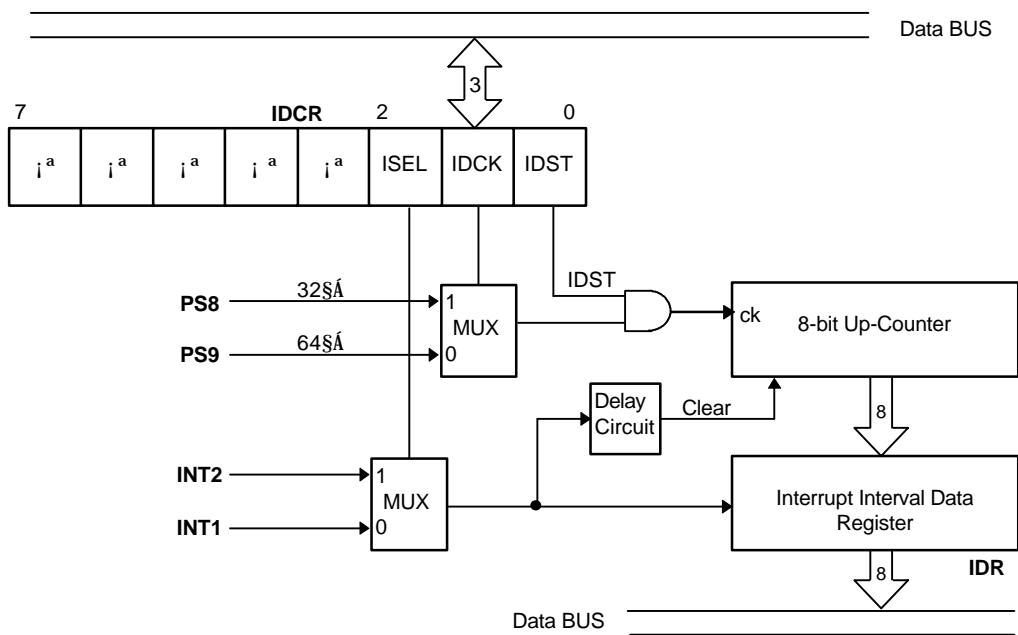 Data BUS
3
7 IDCR 2 0
¡ª ¡ª ¡ª ¡ª ¡ª ISEL IDCK IDST
IDST
PS8 32§Á 1
MUX
PS9 64§Á 0
ck 8-bit Up-Counter
Delay
Circuit
Clear
8
INT2 1
MUX
INT1 0
Interrupt Interval Data
Register
IDR
8
Data BUS